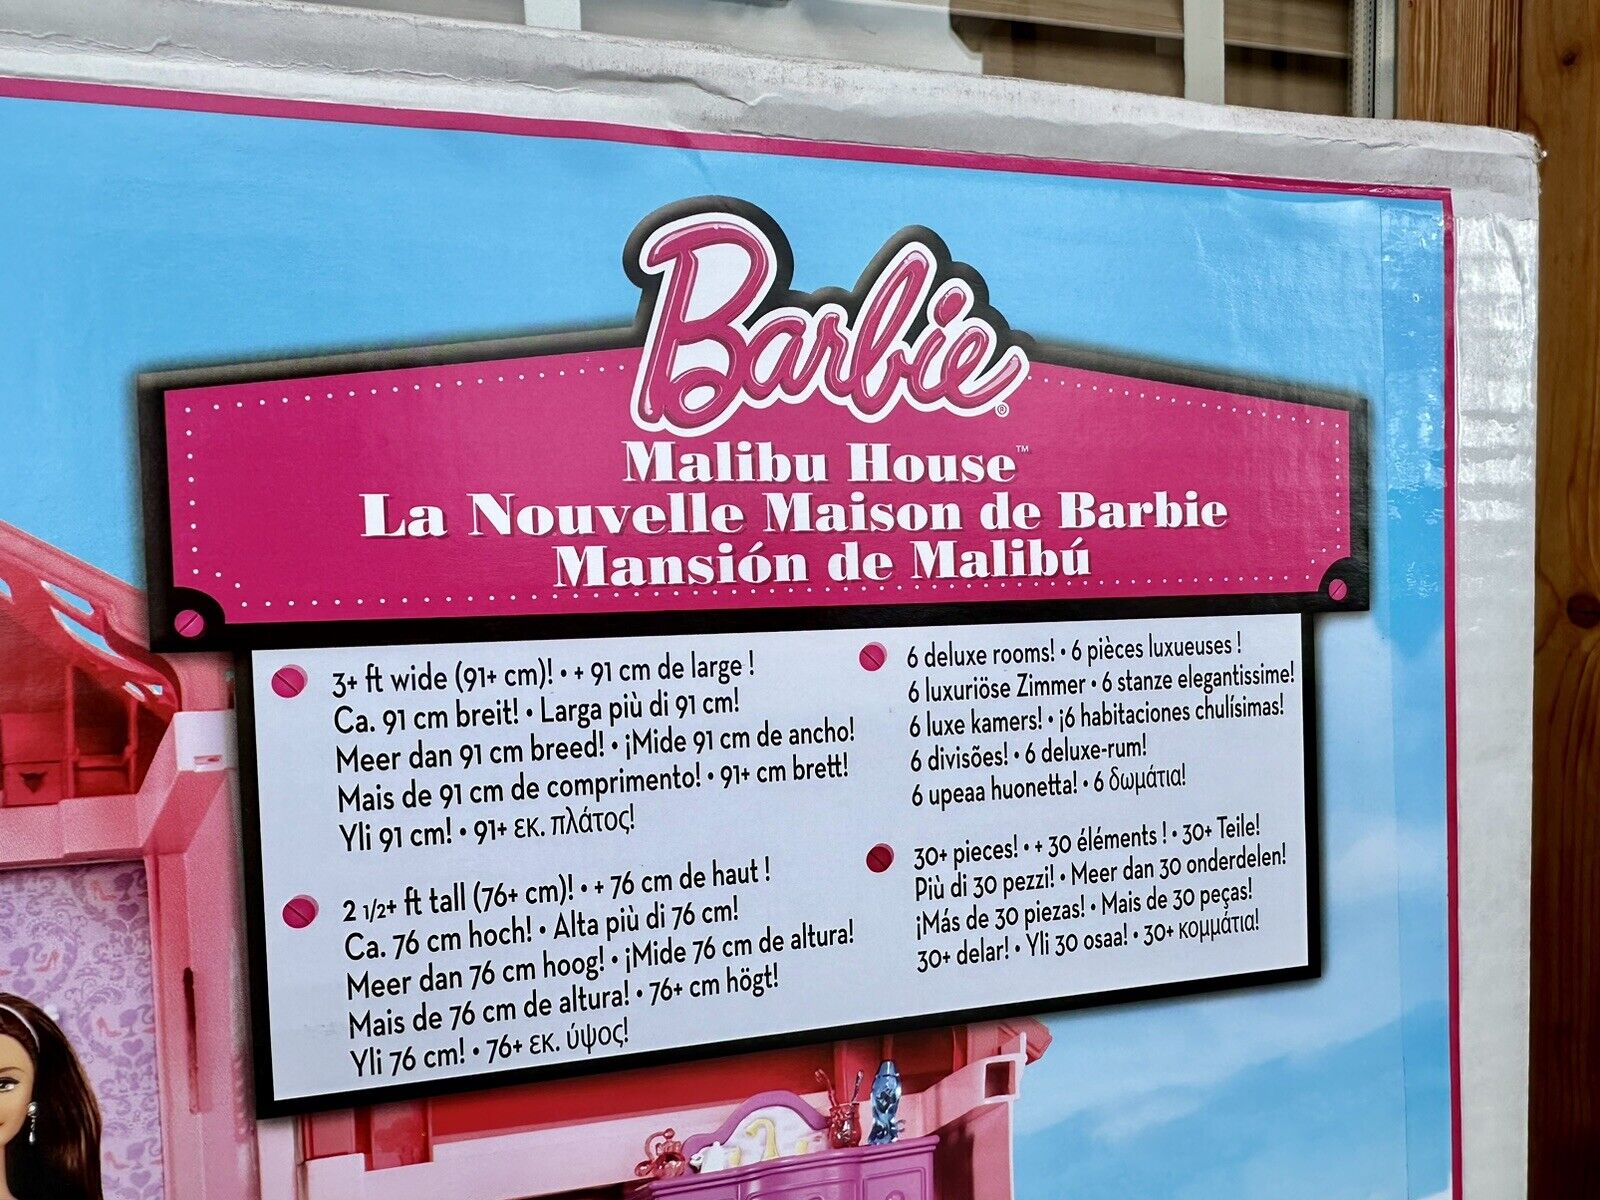 Barbie®
Malibu House™
La Nouvelle Maison de Barbie
Mansión de Malibú
3+ ft wide (91+ cm)! • + 91 cm de large !
Ca. 91 cm breit! • Larga più di 91 cm!
Meer dan 91 cm breed! • ¡Mide 91 cm de ancho!
Mais de 91 cm de comprimento! • 91+ cm brett!
Yli 91 cm! • 91+ εκ. πλάτος!
2 1/2+ ft tall (76+ cm)! • + 76 cm de haut !
Ca. 76 cm hoch! • Alta più di 76 cm!
Meer dan 76 cm hoog! • ¡Mide 76 cm de altura!
Mais de 76 cm de altura! • 76+ cm högt!
Yli 76 cm! • 76+ εκ. ύψος!
6 deluxe rooms! • 6 pièces luxueuses !
6 luxuriöse Zimmer • 6 stanze elegantissime!
6 luxe kamers! • ¡6 habitaciones chulísimas!
6 divisões! • 6 deluxe-rum!
6 upeaa huonetta! • 6 δωμάτια!
30+ pieces! • + 30 éléments ! • 30+ Teile!
Più di 30 pezzi! • Meer dan 30 onderdelen!
¡Más de 30 piezas! • Mais de 30 peças!
30+ delar! • Yli 30 osaa! • 30+ κομμάτια!